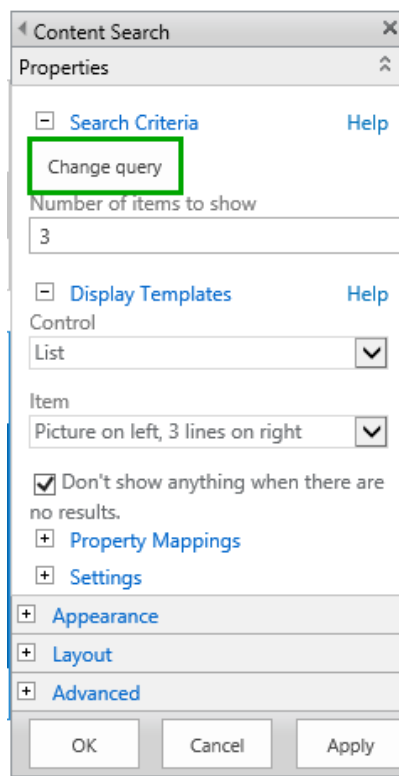 Content Search
Properties
Search Criteria Help
Change query
Number of items to show
3
Display Templates Help
Control
List
Item
Picture on left, 3 lines on right
Don't show anything when there are
no results.
Property Mappings
Settings
Appearance
Layout
Advanced
OK Cancel Apply